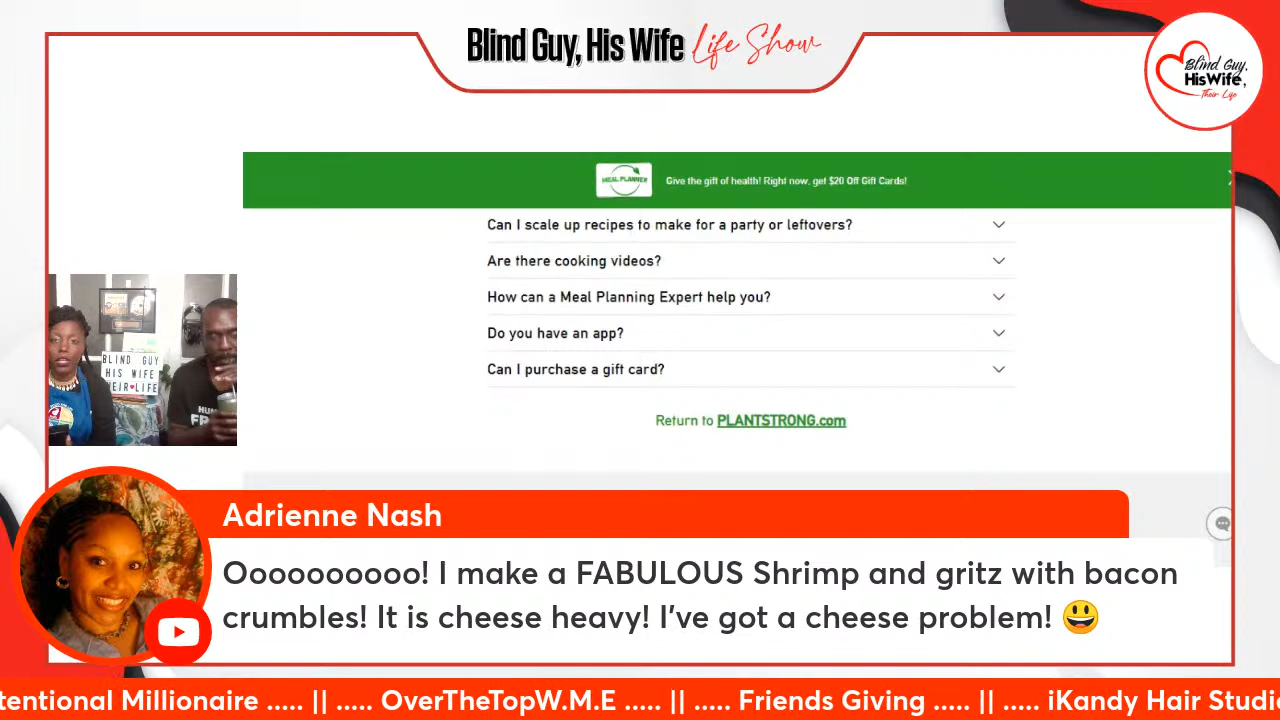 Blind Guy, His Wife Life Show
Blind Guy,
HisWife,
Their Life
MEAL PLANNER
Give the gift of health! Right now, get $20 Off Gift Cards!
Can I scale up recipes to make for a party or leftovers?
Are there cooking videos?
How can a Meal Planning Expert help you?
Do you have an app?
Can I purchase a gift card?
Return to PLANTSTRONG.com
BLIND GUY
HIS WIFE
THEIR♥LIFE
Adrienne Nash
Ooooooooooo! I make a FABULOUS Shrimp and gritz with bacon
crumbles! It is cheese heavy! I've got a cheese problem! 😃
tentional Millionaire ..... || ..... OverTheTopW.M.E ..... || ..... Friends Giving ..... || ..... iKandy Hair Studi